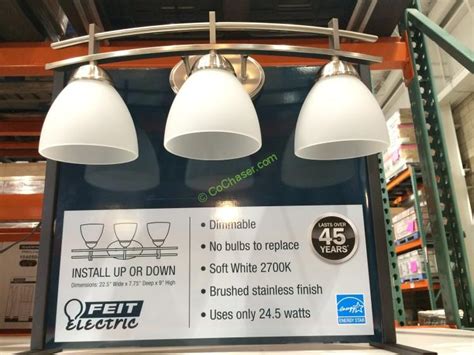 © CoChaser.com
INSTALL UP OR DOWN
Dimensions: 22.5" Wide x 7.75" Deep x 9" High
FEIT
Electric
• Dimmable
• No bulbs to replace
• Soft White 2700K
• Brushed stainless finish
• Uses only 24.5 watts
LASTS OVER
45
YEARS
energy
ENERGY STAR